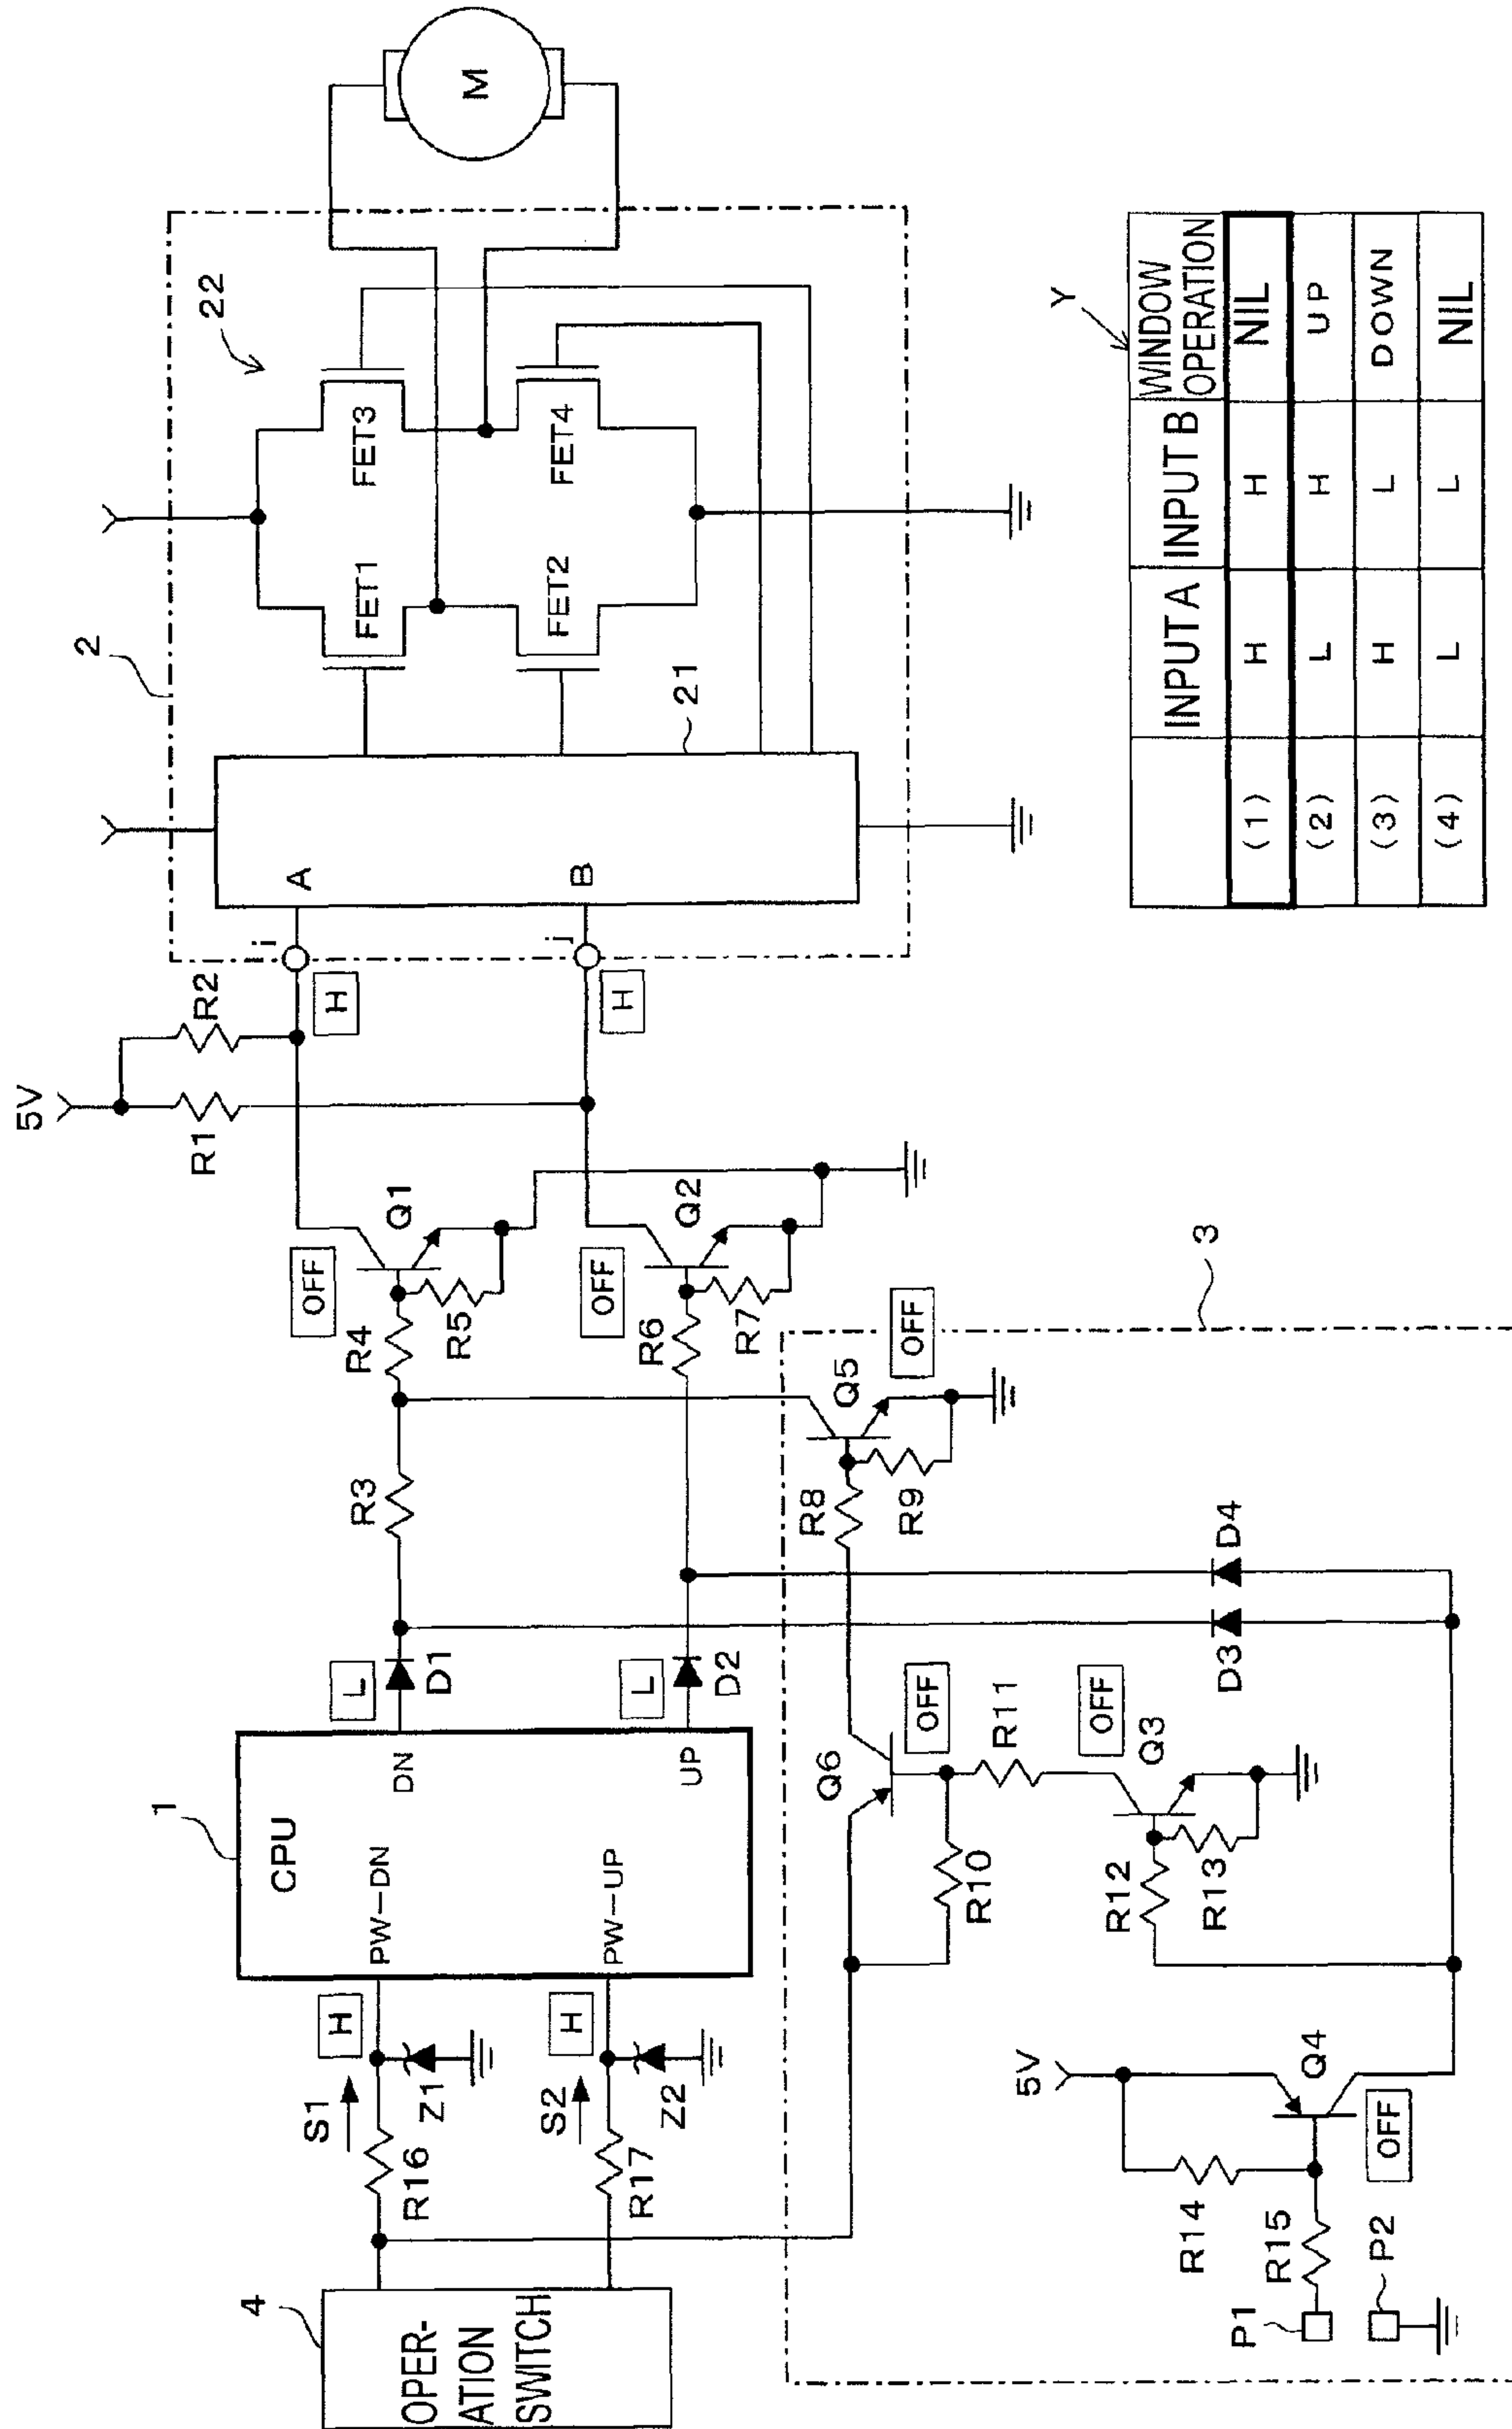 4
OPER-
ATION
SWITCH
R16
R17
S1
S2
H
H
Z1
Z2
1
CPU
PW-DN
PW-UP
DN
UP
L
L
D1
D2
R3
R4
R5
R6
R7
OFF
Q1
OFF
Q2
5V
R1
R2
H
H
i
j
2
A
B
21
22
FET1
FET2
FET3
FET4
M
3
Q6
OFF
R10
R11
OFF
Q3
R12
R13
R8
R9
Q5
OFF
D3
D4
5V
Q4
OFF
R14
R15
P1
P2
Y
INPUT A INPUT B WINDOW OPERATION
(1) H H NIL
(2) L H UP
(3) H L DOWN
(4) L L NIL